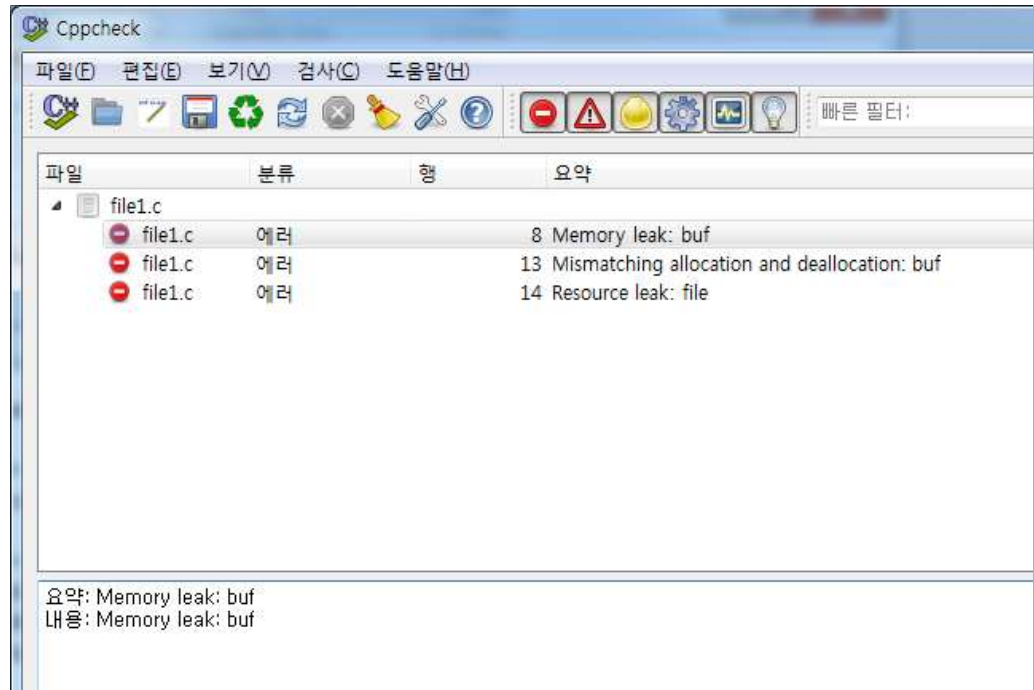 Cppcheck
파일(F) 편집(E) 보기(V) 검사(C) 도움말(H)
빠른 필터:
파일 분류 행 요약
file1.c
file1.c 에러 8 Memory leak: buf
file1.c 에러 13 Mismatching allocation and deallocation: buf
file1.c 에러 14 Resource leak: file
요약: Memory leak: buf
내용: Memory leak: buf